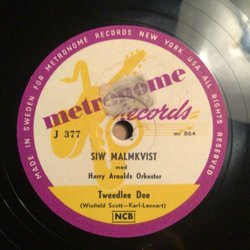 MADE IN SWEDEN FOR METRONOME RECORDS NEW YORK USA. ALL RIGHTS RESERVED
metronome
records
J 377
mr 864
SIW MALMKVIST
med
Harry Arnolds Orkester
Tweedlee Dee
(Winfield Scott—Karl-Lennart)
NCB